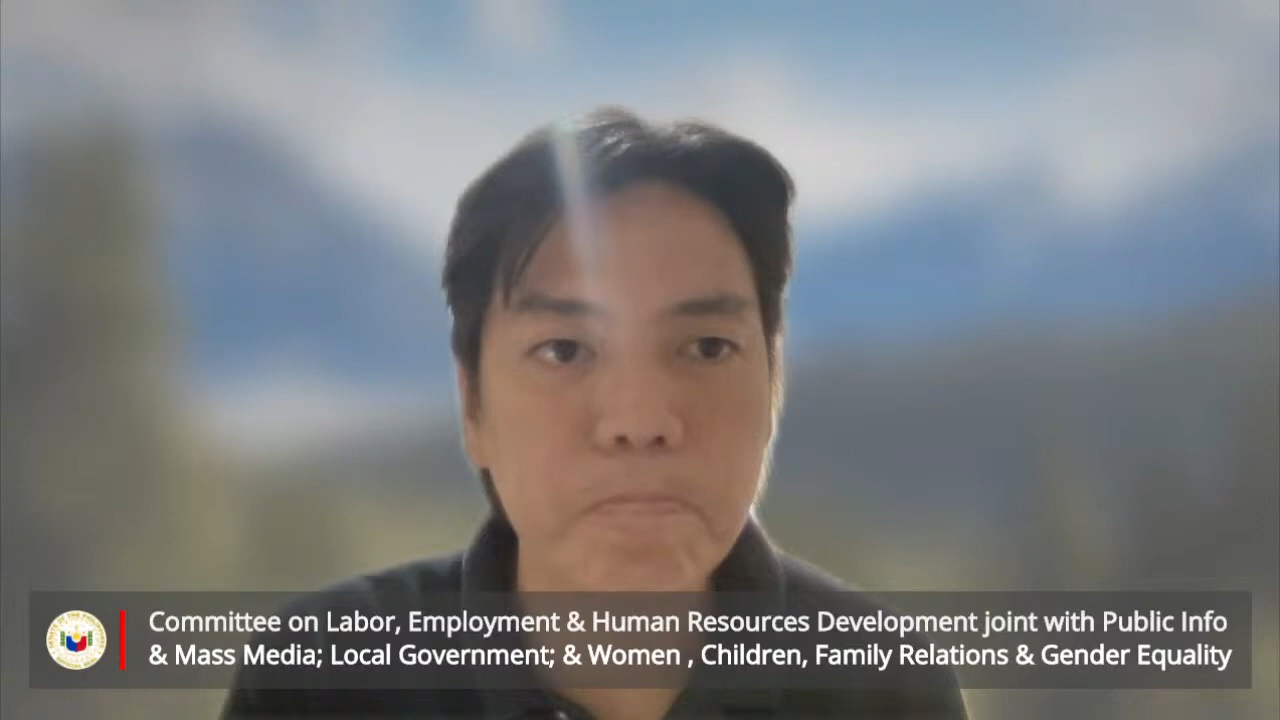 Committee on Labor, Employment & Human Resources Development joint with Public Info
& Mass Media; Local Government; & Women , Children, Family Relations & Gender Equality